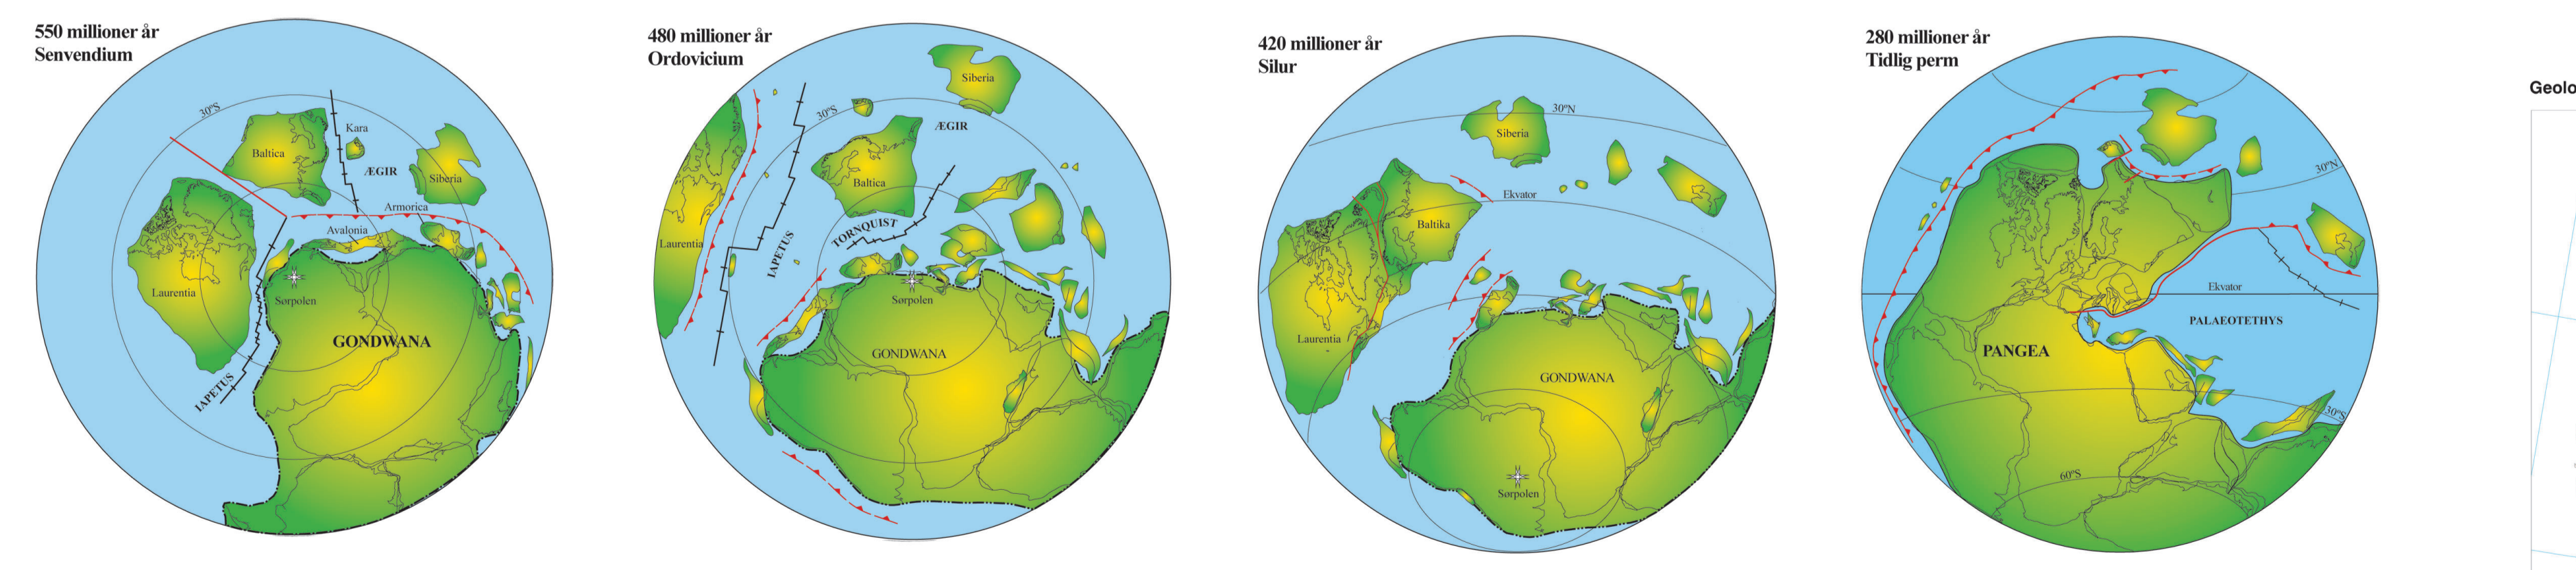 550 millioner år
Senvendium
30°S
Baltica
Kara
ÆGIR
Siberia
Armorica
Avalonia
Laurentia
Sørpolen
GONDWANA
IAPETUS
480 millioner år
Ordovicium
Siberia
30°S
ÆGIR
Baltica
TORNQUIST
Laurentia
IAPETUS
Sørpolen
GONDWANA
420 millioner år
Silur
30°N
Siberia
Ekvator
Baltika
Laurentia
GONDWANA
Sørpolen
280 millioner år
Tidlig perm
30°N
Ekvator
PALAEOTETHYS
PANGEA
30°S
60°S
Geolo